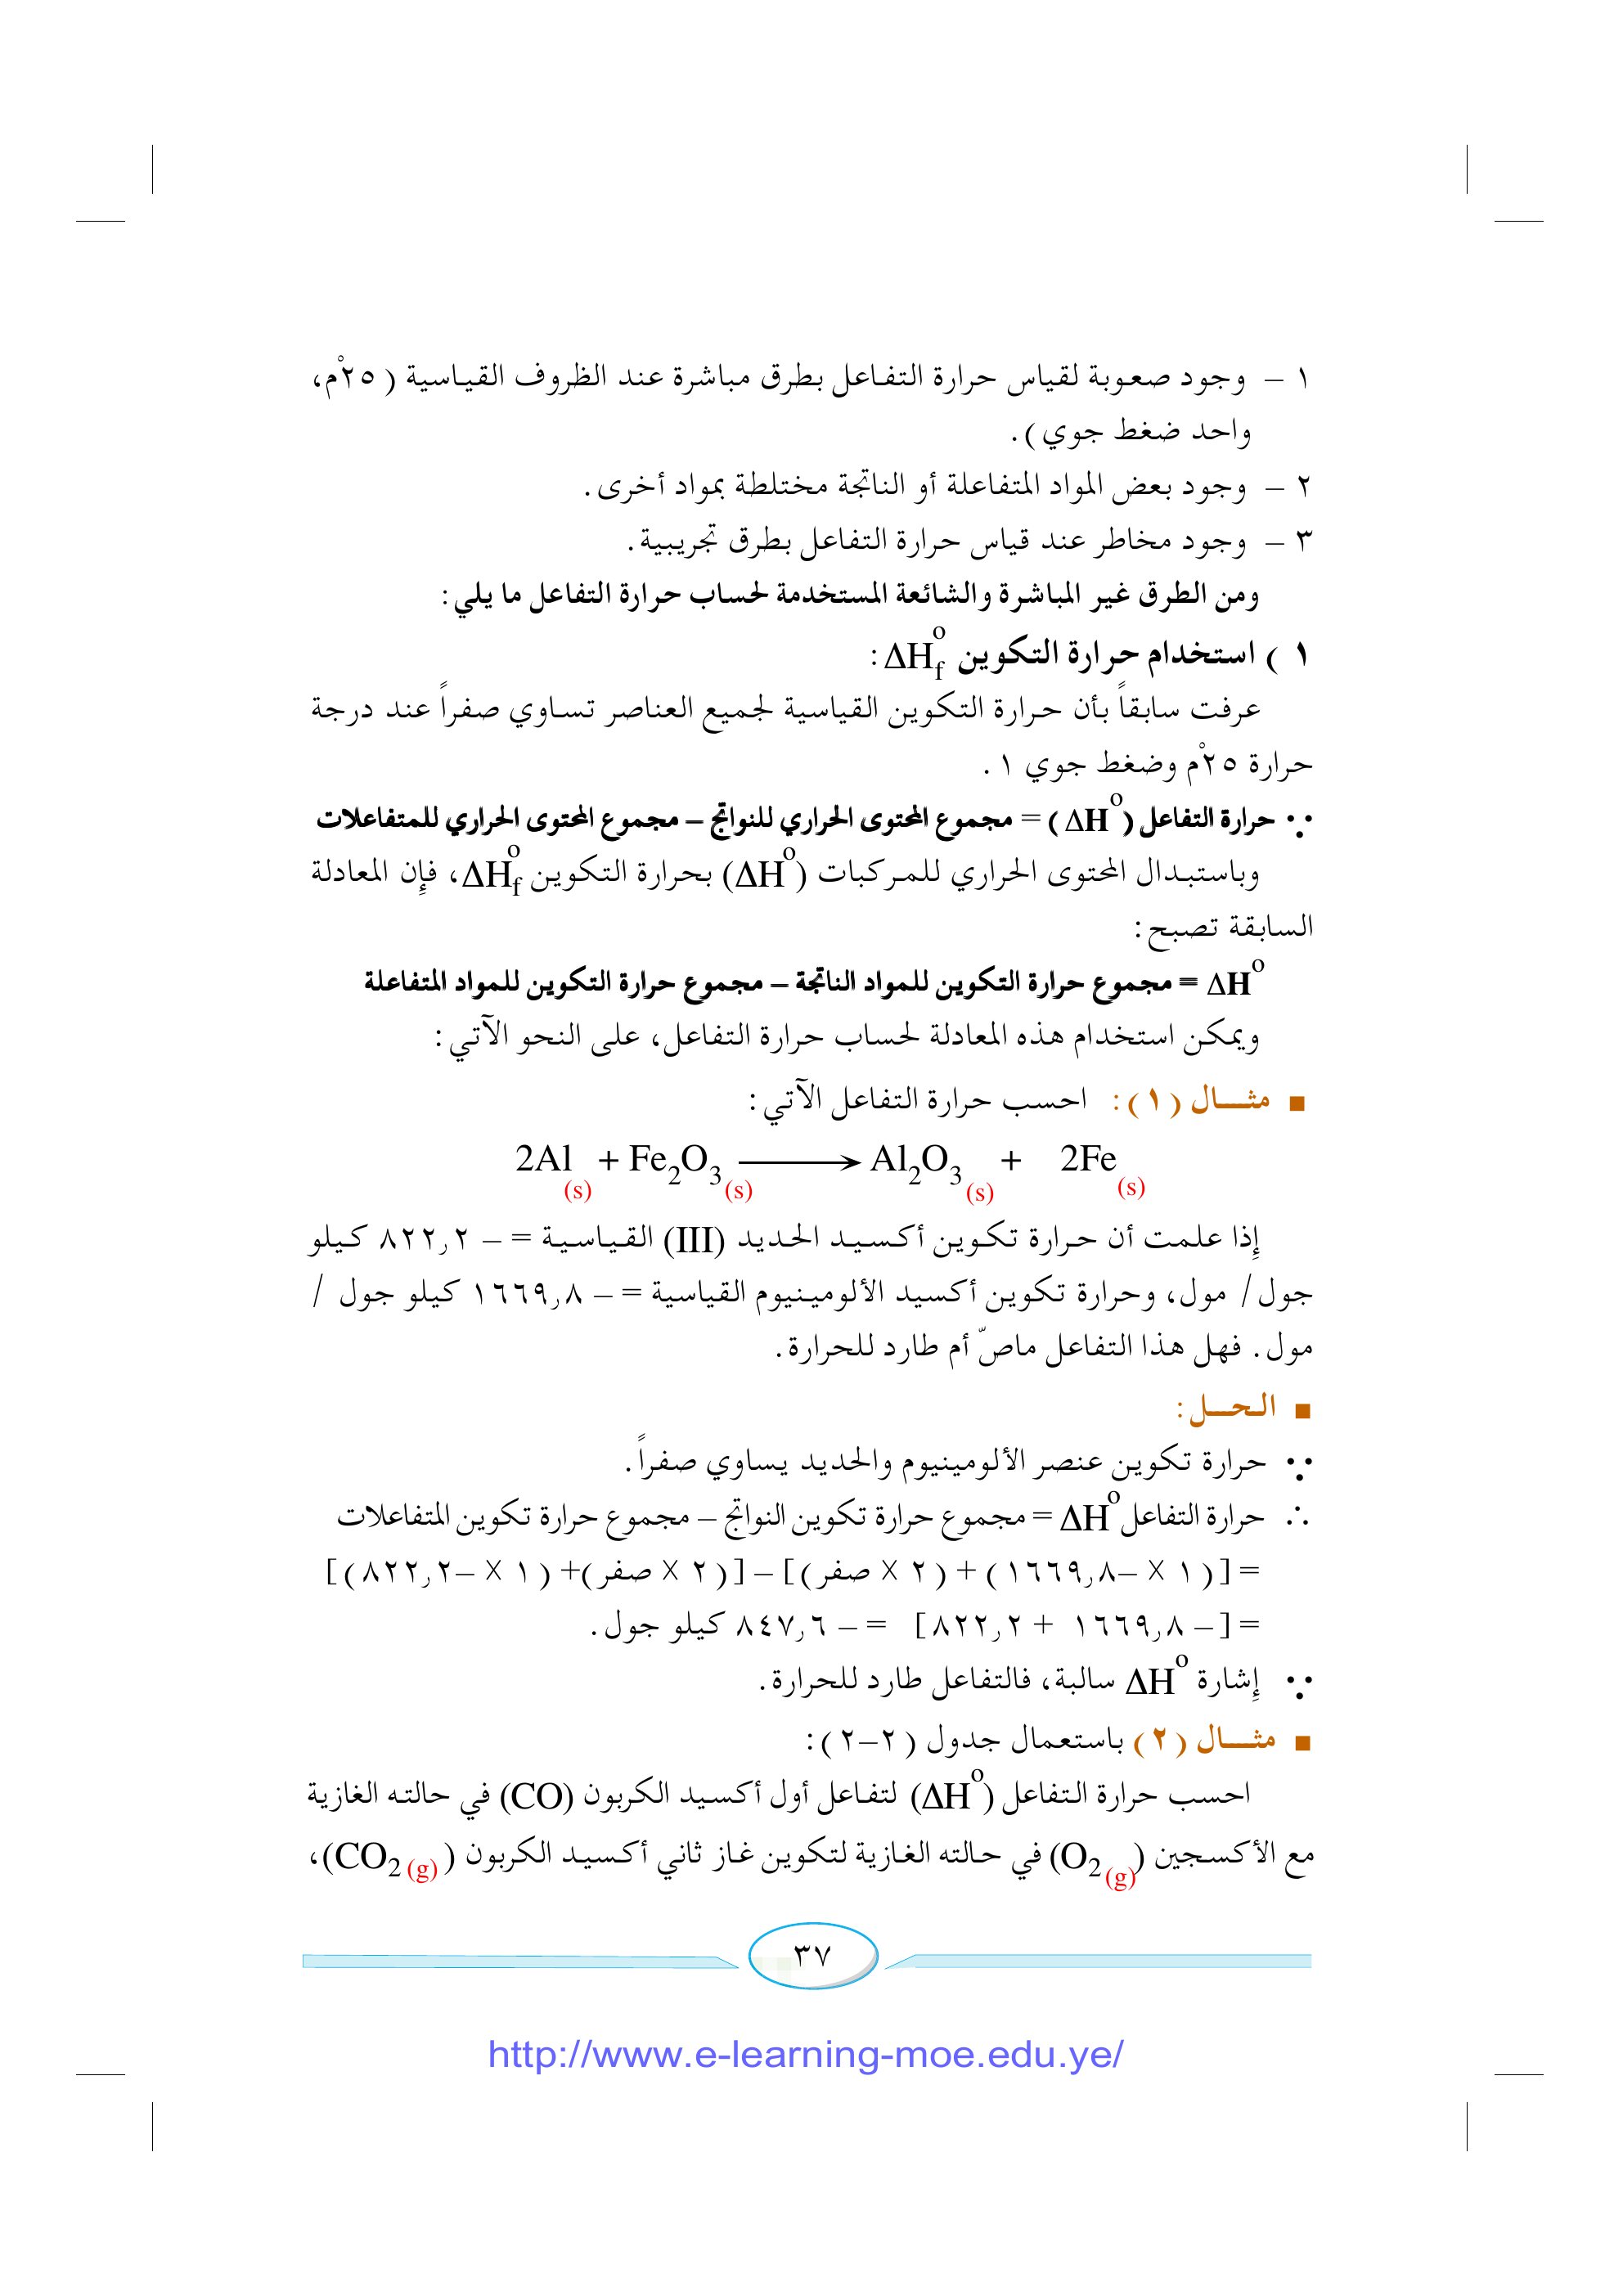 ١ – وجود صعوبة لقياس حرارة التفاعل بطرق مباشرة عند الظروف القياسية (٢٥°م،
واحد ضغط جوي).
٢ – وجود بعض المواد المتفاعلة أو الناتجة مختلطة بمواد أخرى.
٣ – وجود مخاطر عند قياس حرارة التفاعل بطرق تجريبية.
ومن الطرق غير المباشرة والشائعة المستخدمة لحساب حرارة التفاعل ما يلي:
١ ) استخدام حرارة التكوين ΔH°f :
عرفت سابقاً بأن حرارة التكوين القياسية لجميع العناصر تساوي صفراً عند درجة
حرارة ٢٥°م وضغط جوي ١ .
∵ حرارة التفاعل (ΔH°) = مجموع المحتوى الحراري للنواتج – مجموع المحتوى الحراري للمتفاعلات
وباستبدال المحتوى الحراري للمركبات (ΔH°) بحرارة التكوين ΔH°f، فإن المعادلة
السابقة تصبح:
ΔH° = مجموع حرارة التكوين للمواد الناتجة – مجموع حرارة التكوين للمواد المتفاعلة
ويمكن استخدام هذه المعادلة لحساب حرارة التفاعل، على النحو الآتي:
■ مثـــال (١): احسب حرارة التفاعل الآتي:
2Al(s) + Fe2O3(s) ⟶ Al2O3(s) + 2Fe(s)
إذا علمت أن حرارة تكوين أكسيد الحديد (III) القياسية = – ٨٢٢٫٢ كيلو
جول/ مول، وحرارة تكوين أكسيد الألومينيوم القياسية = – ١٦٦٩٫٨ كيلو جول /
مول. فهل هذا التفاعل ماصّ أم طارد للحرارة.
■ الـحــل:
∵ حرارة تكوين عنصر الألومينيوم والحديد يساوي صفراً.
∴ حرارة التفاعل ΔH° = مجموع حرارة تكوين النواتج – مجموع حرارة تكوين المتفاعلات
= [(١ × –١٦٦٩٫٨) + (٢ × صفر)] – [(٢ × صفر)+ (١ × –٨٢٢٫٢)]
= [– ١٦٦٩٫٨ + ٨٢٢٫٢] = – ٨٤٧٫٦ كيلو جول.
∵ إشارة ΔH° سالبة، فالتفاعل طارد للحرارة.
■ مثـــال (٢) باستعمال جدول (٢–٢):
احسب حرارة التفاعل (ΔH°) لتفاعل أول أكسيد الكربون (CO) في حالته الغازية
مع الأكسجين (O2(g)) في حالته الغازية لتكوين غاز ثاني أكسيد الكربون (CO2(g))،
٣٧
http://www.e-learning-moe.edu.ye/